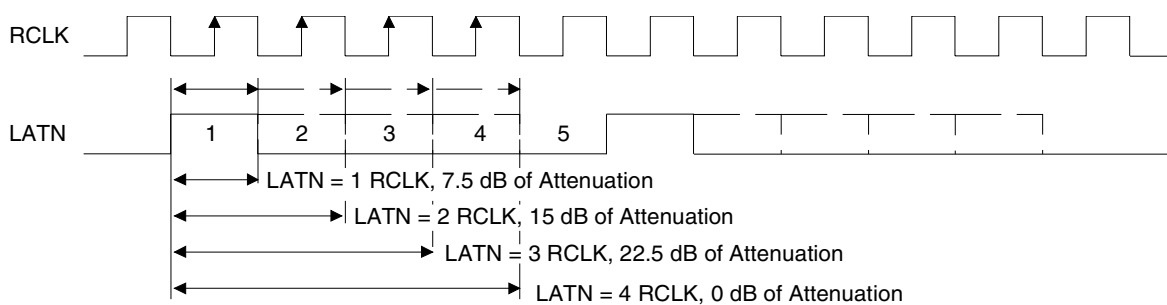 RCLK
LATN 1 2 3 4 5
LATN = 1 RCLK, 7.5 dB of Attenuation
LATN = 2 RCLK, 15 dB of Attenuation
LATN = 3 RCLK, 22.5 dB of Attenuation
LATN = 4 RCLK, 0 dB of Attenuation